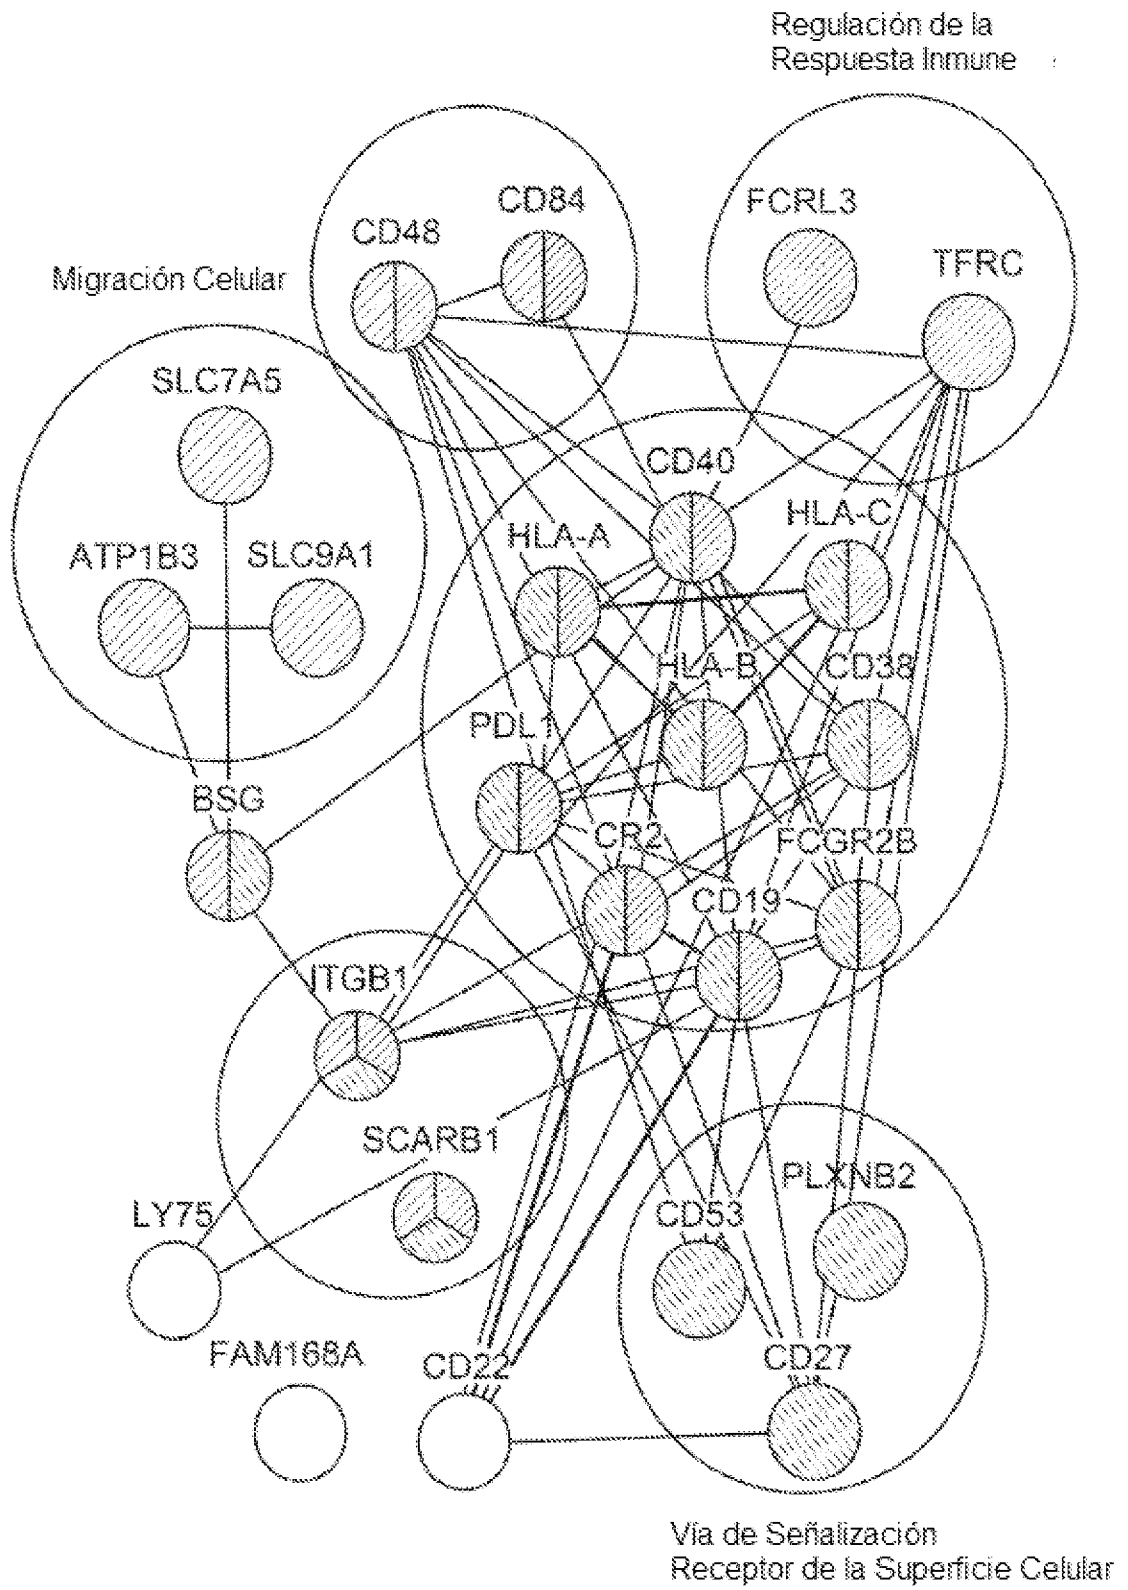 Regulación de la
Respuesta Inmune
CD84
FCRL3
CD48
TFRC
Migración Celular
SLC7A5
CD40
HLA-C
HLA-A
ATP1B3
SLC9A1
HLA-B
CD38
PDL1
BSG
CR2
FCGR2B
CD19
ITGB1
SCARB1
PLXNB2
LY75
CD53
FAM168A
CD22
CD27
Vía de Señalización
Receptor de la Superficie Celular